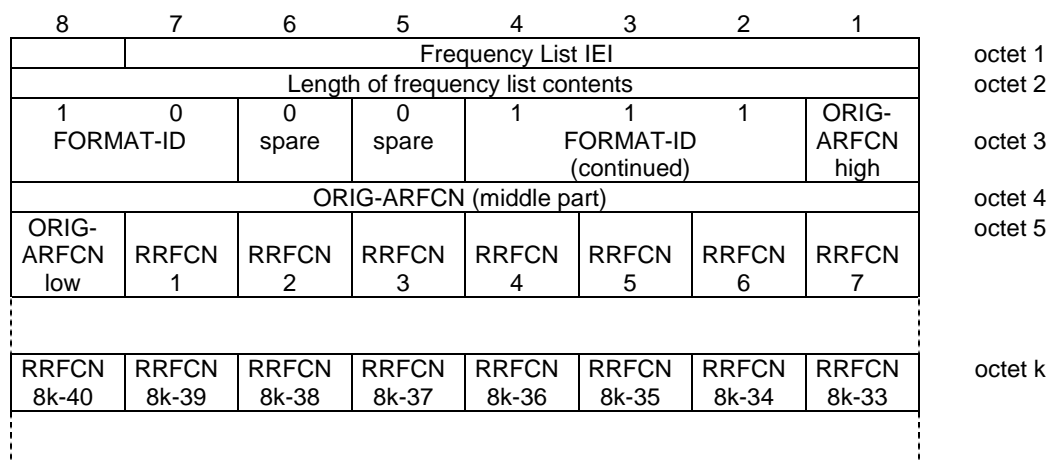 8 7 6 5 4 3 2 1
Frequency List IEI octet 1
Length of frequency list contents octet 2
1 0 0 0 1 1 1 ORIG-
FORMAT-ID spare spare FORMAT-ID ARFCN octet 3
(continued) high
ORIG-ARFCN (middle part) octet 4
ORIG- octet 5
ARFCN RRFCN RRFCN RRFCN RRFCN RRFCN RRFCN RRFCN
low 1 2 3 4 5 6 7
RRFCN RRFCN RRFCN RRFCN RRFCN RRFCN RRFCN RRFCN octet k
8k-40 8k-39 8k-38 8k-37 8k-36 8k-35 8k-34 8k-33